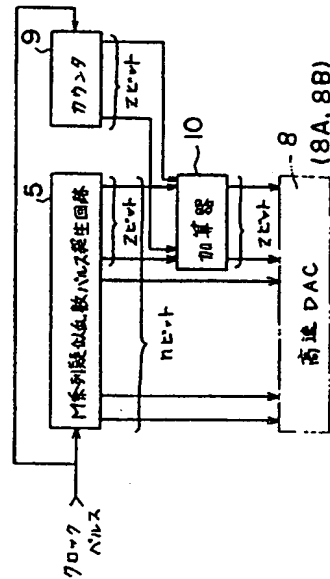 クロック
パルス
5
M系列疑似乱数パルス発生回路
9
カウンタ
Zビット
Zビット
nビット
10
加算器
Zビット
高速DAC
8
(8A, 8B)